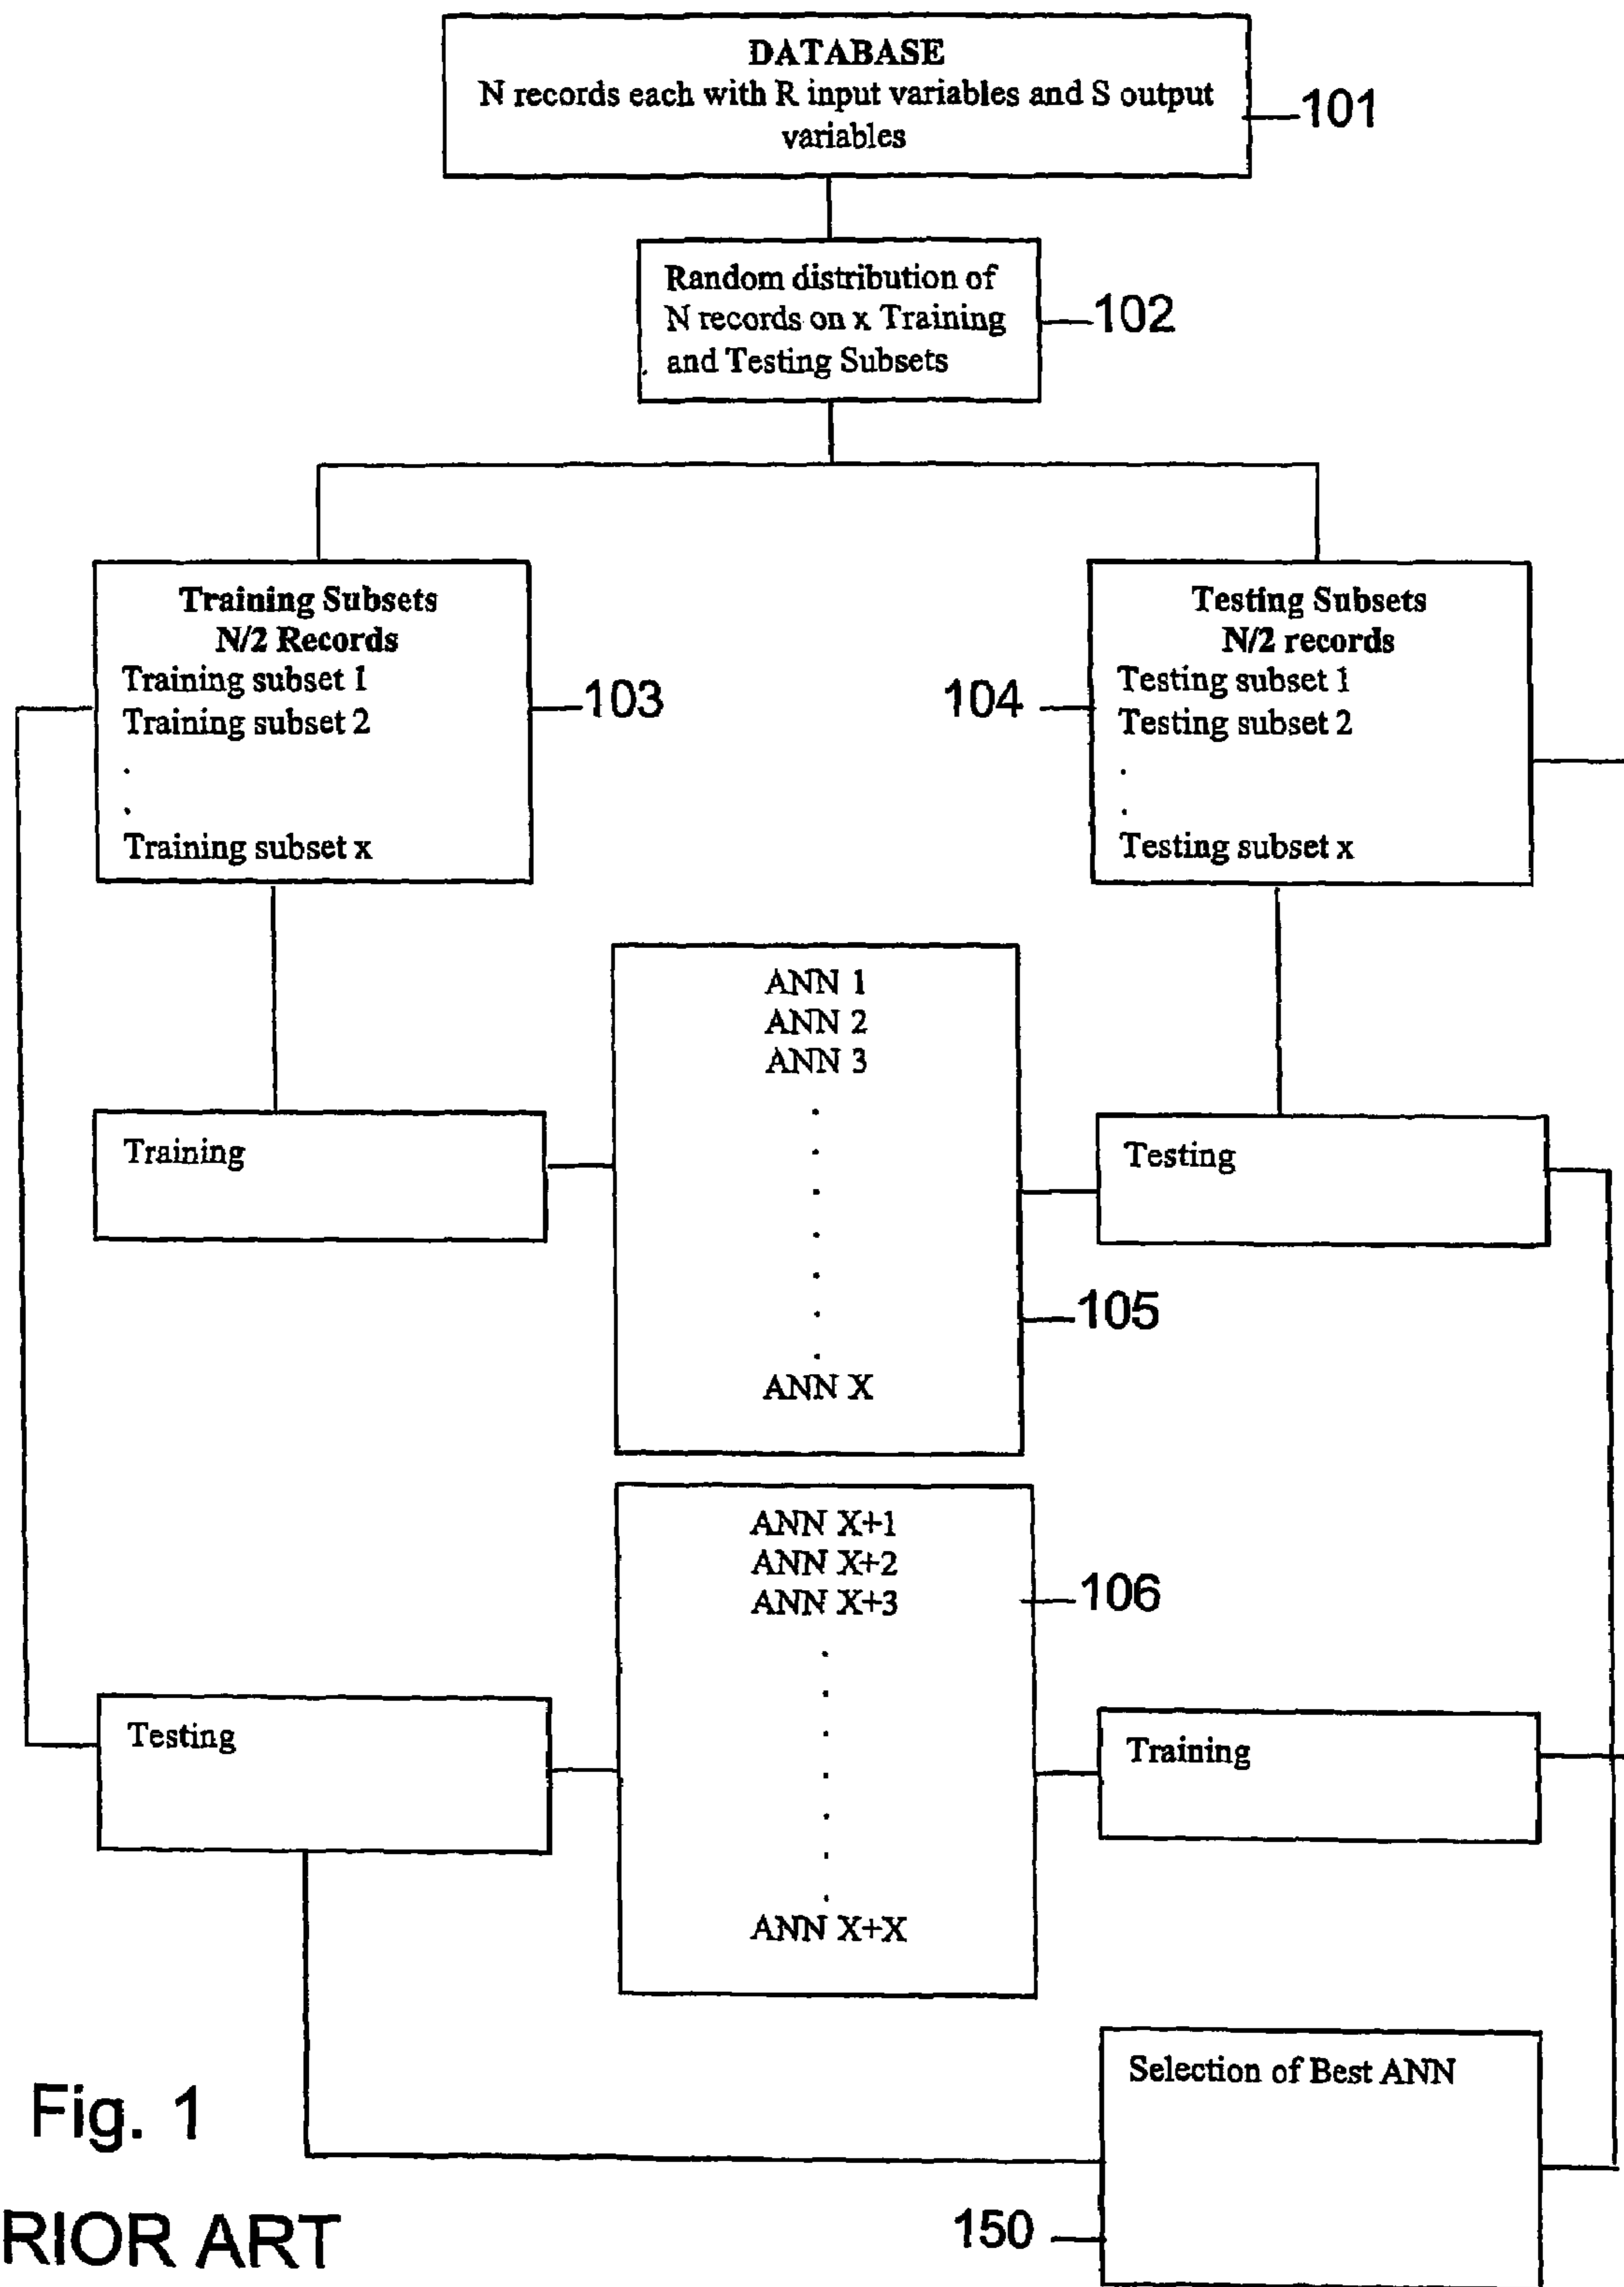 DATABASE
N records each with R input variables and S output
variables
101
Random distribution of
N records on x Training
and Testing Subsets
102
Training Subsets
N/2 Records
Training subset 1
Training subset 2
.
.
Training subset x
103
104
Testing Subsets
N/2 records
Testing subset 1
Testing subset 2
.
.
Testing subset x
ANN 1
ANN 2
ANN 3
.
.
.
.
.
.
.
ANN X
Training
Testing
105
ANN X+1
ANN X+2
ANN X+3
.
.
.
.
.
.
.
ANN X+X
106
Testing
Training
Selection of Best ANN
150
Fig. 1
RIOR ART